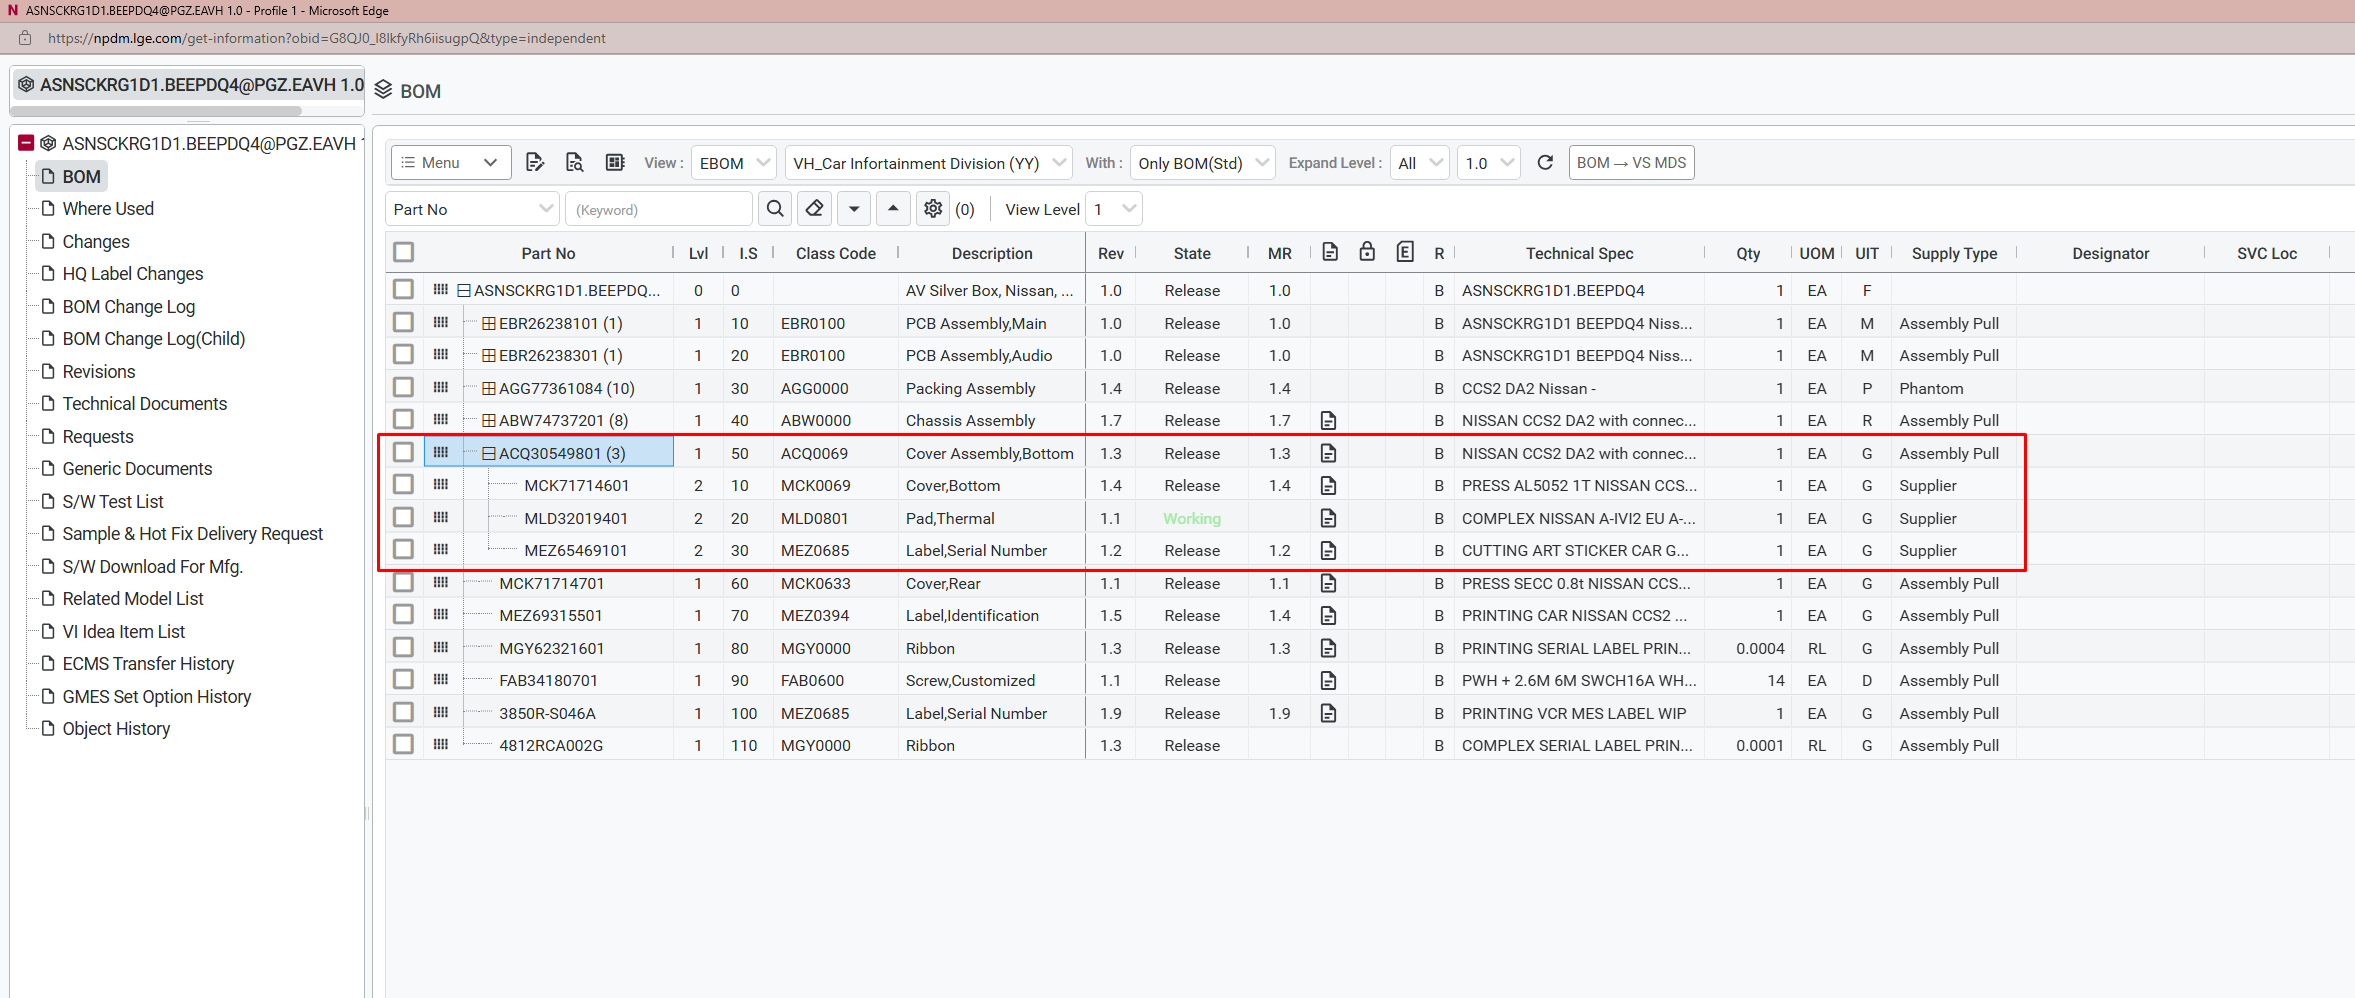 ASNSCKRG1D1.BEEPDQ4@PGZ.EAVH 1.0 - Profile 1 - Microsoft Edge
https://npdm.lge.com/get-information?obid=G8QJ0_I8IkfyRh6iisugpQ&type=independent
ASNSCKRG1D1.BEEPDQ4@PGZ.EAVH 1.0
BOM
ASNSCKRG1D1.BEEPDQ4@PGZ.EAVH 1
BOM
Where Used
Changes
HQ Label Changes
BOM Change Log
BOM Change Log(Child)
Revisions
Technical Documents
Requests
Generic Documents
S/W Test List
Sample & Hot Fix Delivery Request
S/W Download For Mfg.
Related Model List
VI Idea Item List
ECMS Transfer History
GMES Set Option History
Object History
Menu View : EBOM VH_Car Infortainment Division (YY) With : Only BOM(Std) Expand Level : All 1.0 BOM → VS MDS
Part No (Keyword) (0) View Level 1
Part No Lvl I.S Class Code Description Rev State MR E R Technical Spec Qty UOM UIT Supply Type Designator SVC Loc
ASNSCKRG1D1.BEEPDQ... 0 0 AV Silver Box, Nissan, ... 1.0 Release 1.0 B ASNSCKRG1D1.BEEPDQ4 1 EA F
EBR26238101 (1) 1 10 EBR0100 PCB Assembly,Main 1.0 Release 1.0 B ASNSCKRG1D1 BEEPDQ4 Niss... 1 EA M Assembly Pull
EBR26238301 (1) 1 20 EBR0100 PCB Assembly,Audio 1.0 Release 1.0 B ASNSCKRG1D1 BEEPDQ4 Niss... 1 EA M Assembly Pull
AGG77361084 (10) 1 30 AGG0000 Packing Assembly 1.4 Release 1.4 B CCS2 DA2 Nissan - 1 EA P Phantom
ABW74737201 (8) 1 40 ABW0000 Chassis Assembly 1.7 Release 1.7 B NISSAN CCS2 DA2 with connec... 1 EA R Assembly Pull
ACQ30549801 (3) 1 50 ACQ0069 Cover Assembly,Bottom 1.3 Release 1.3 B NISSAN CCS2 DA2 with connec... 1 EA G Assembly Pull
MCK71714601 2 10 MCK0069 Cover,Bottom 1.4 Release 1.4 B PRESS AL5052 1T NISSAN CCS... 1 EA G Supplier
MLD32019401 2 20 MLD0801 Pad,Thermal 1.1 Working B COMPLEX NISSAN A-IVI2 EU A-... 1 EA G Supplier
MEZ65469101 2 30 MEZ0685 Label,Serial Number 1.2 Release 1.2 B CUTTING ART STICKER CAR G... 1 EA G Supplier
MCK71714701 1 60 MCK0633 Cover,Rear 1.1 Release 1.1 B PRESS SECC 0.8t NISSAN CCS... 1 EA G Assembly Pull
MEZ69315501 1 70 MEZ0394 Label,Identification 1.5 Release 1.4 B PRINTING CAR NISSAN CCS2 ... 1 EA G Assembly Pull
MGY62321601 1 80 MGY0000 Ribbon 1.3 Release 1.3 B PRINTING SERIAL LABEL PRIN... 0.0004 RL G Assembly Pull
FAB34180701 1 90 FAB0600 Screw,Customized 1.1 Release B PWH + 2.6M 6M SWCH16A WH... 14 EA D Assembly Pull
3850R-S046A 1 100 MEZ0685 Label,Serial Number 1.9 Release 1.9 B PRINTING VCR MES LABEL WIP 1 EA G Assembly Pull
4812RCA002G 1 110 MGY0000 Ribbon 1.3 Release B COMPLEX SERIAL LABEL PRIN... 0.0001 RL G Assembly Pull